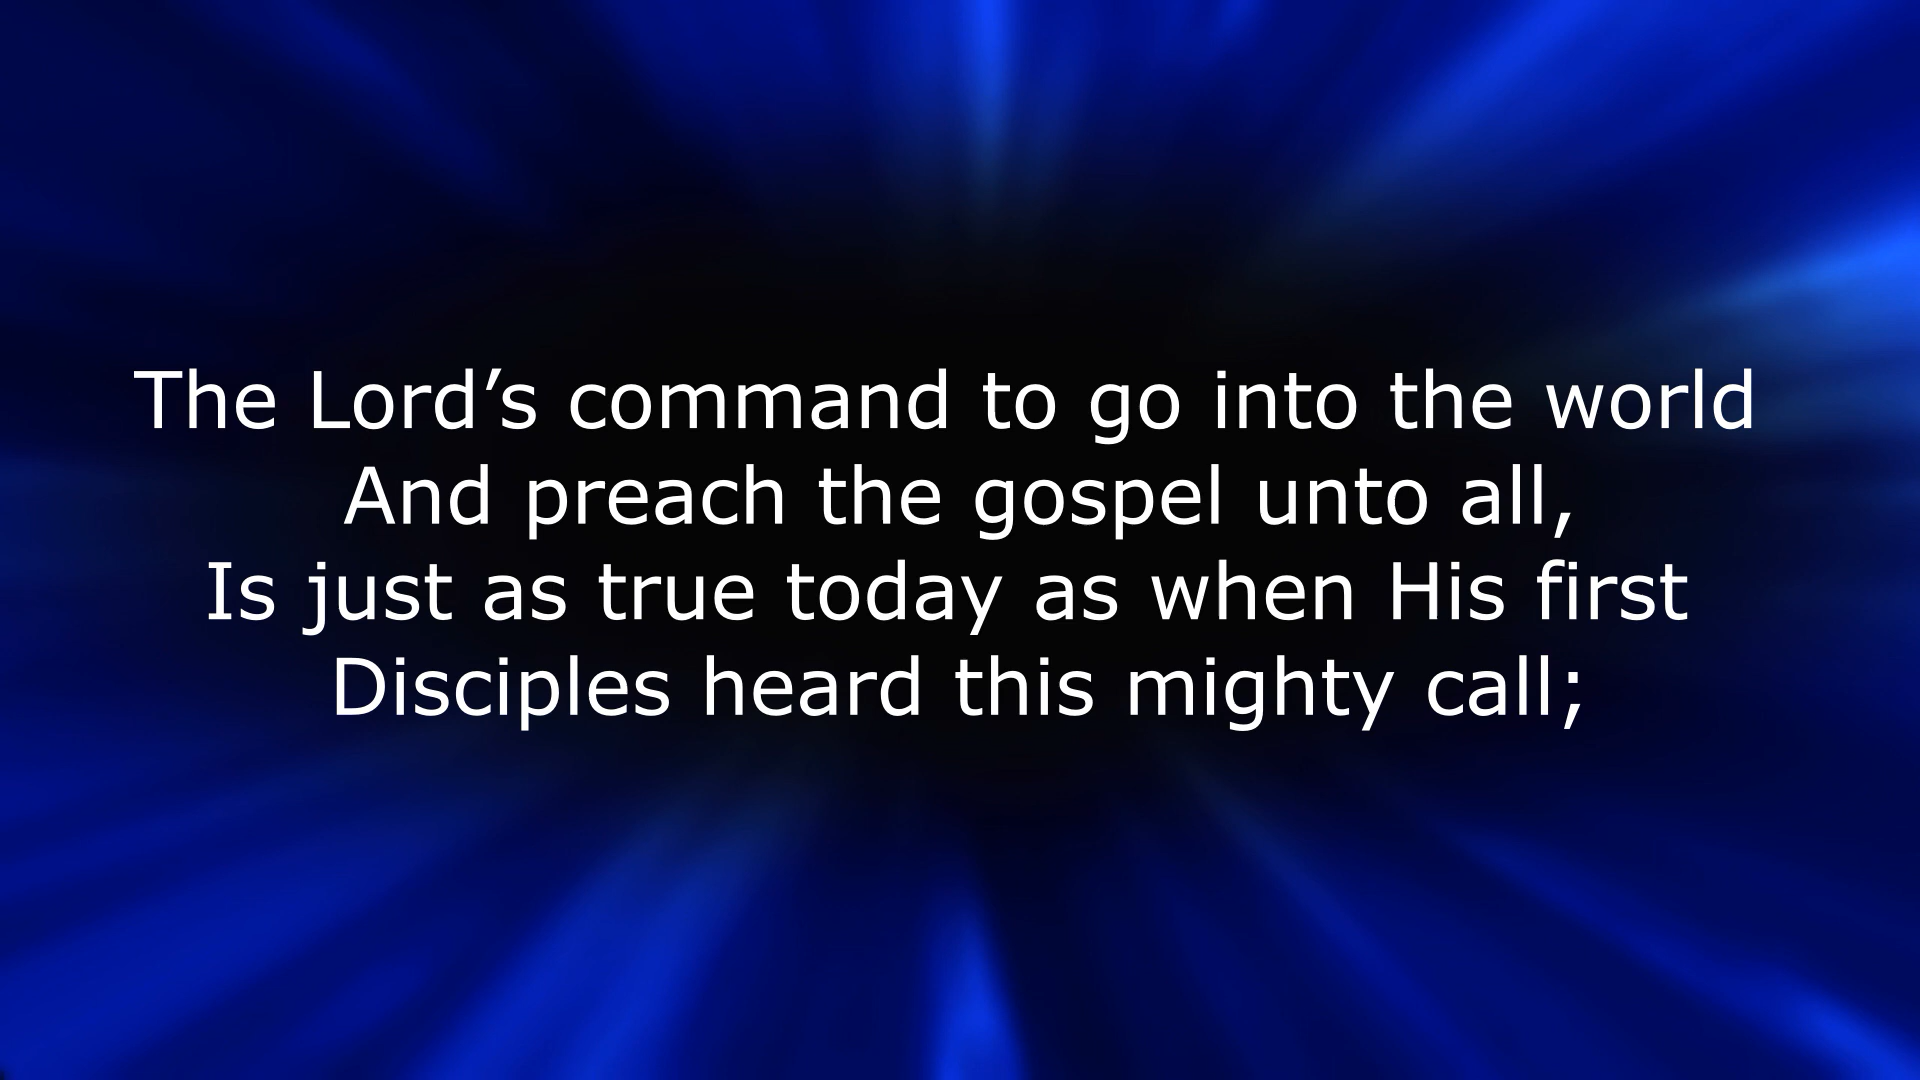 The Lord’s command to go into the world
And preach the gospel unto all,
Is just as true today as when His first
Disciples heard this mighty call;